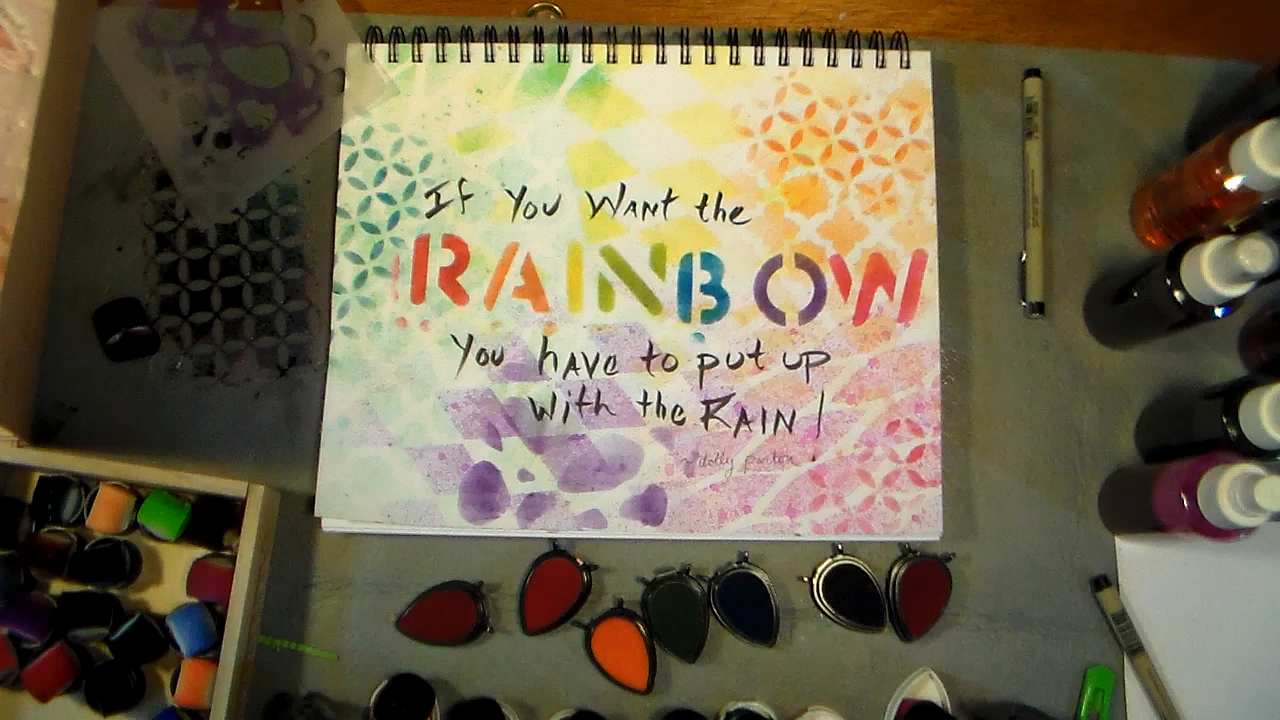 If You Want the
RAINBOW
You have to put up
with the RAIN!
~ dolly parton